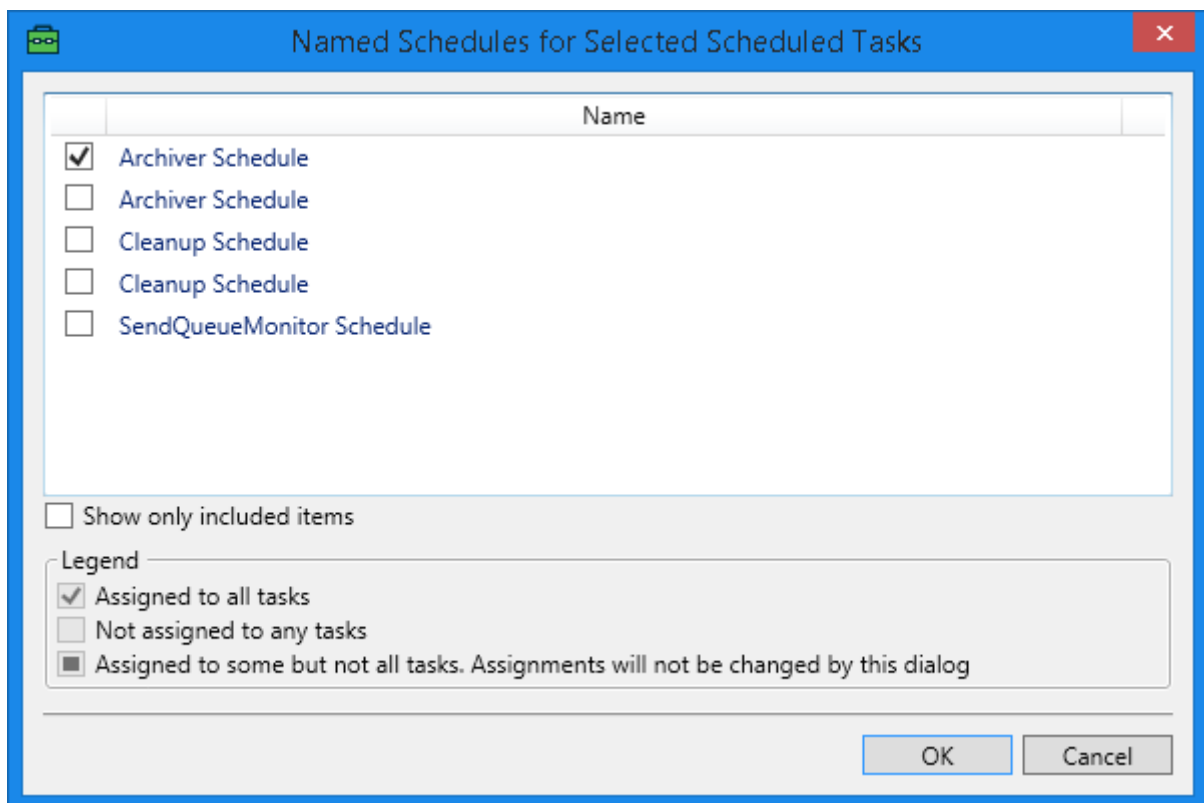 Named Schedules for Selected Scheduled Tasks
Name
Archiver Schedule
Archiver Schedule
Cleanup Schedule
Cleanup Schedule
SendQueueMonitor Schedule
Show only included items
Legend
Assigned to all tasks
Not assigned to any tasks
Assigned to some but not all tasks. Assignments will not be changed by this dialog
OK Cancel